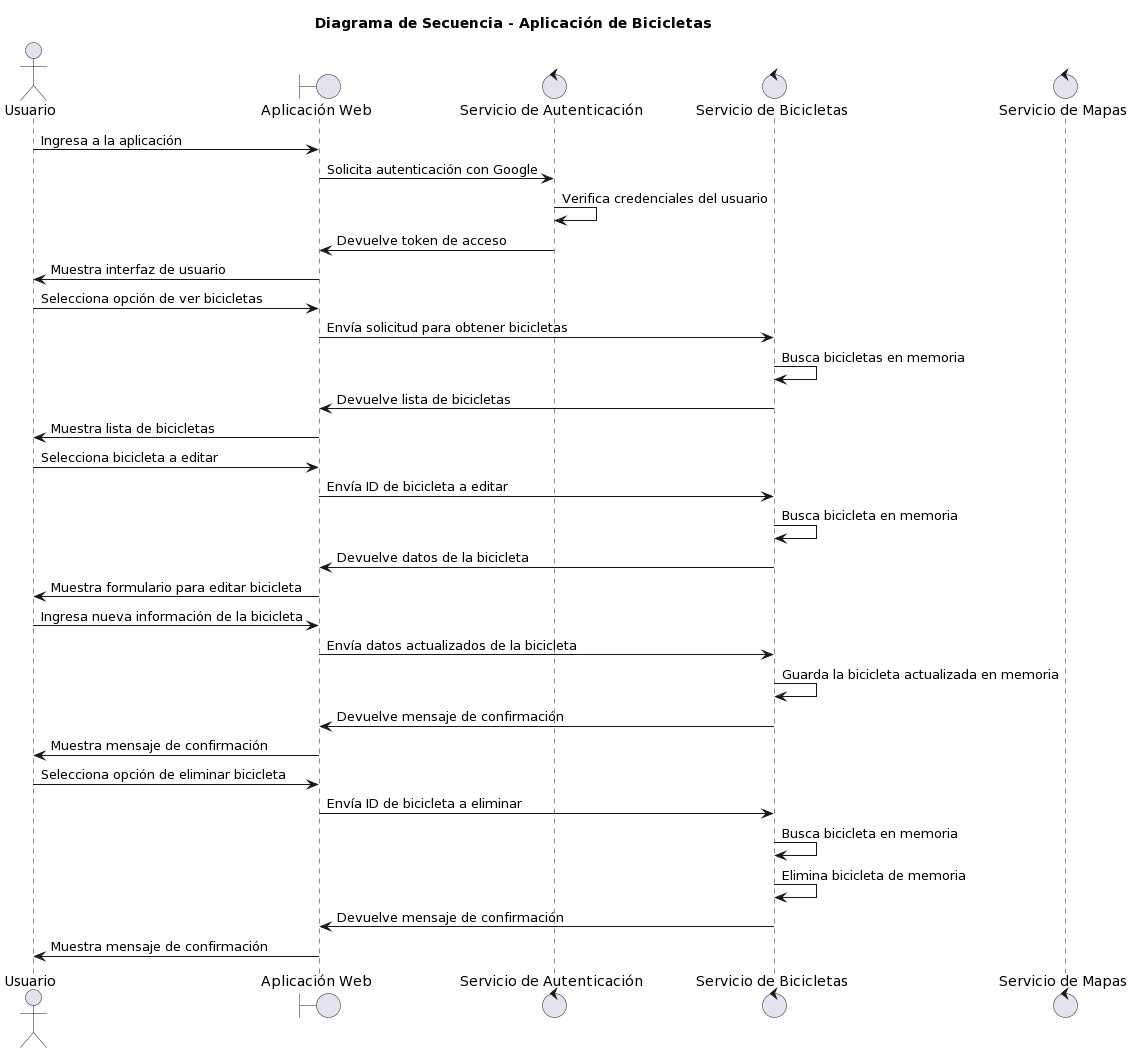 Diagrama de Secuencia - Aplicación de Bicicletas
Usuario
Aplicación Web
Servicio de Autenticación
Servicio de Bicicletas
Servicio de Mapas
Ingresa a la aplicación
Solicita autenticación con Google
Verifica credenciales del usuario
Devuelve token de acceso
Muestra interfaz de usuario
Selecciona opción de ver bicicletas
Envía solicitud para obtener bicicletas
Busca bicicletas en memoria
Devuelve lista de bicicletas
Muestra lista de bicicletas
Selecciona bicicleta a editar
Envía ID de bicicleta a editar
Busca bicicleta en memoria
Devuelve datos de la bicicleta
Muestra formulario para editar bicicleta
Ingresa nueva información de la bicicleta
Envía datos actualizados de la bicicleta
Guarda la bicicleta actualizada en memoria
Devuelve mensaje de confirmación
Muestra mensaje de confirmación
Selecciona opción de eliminar bicicleta
Envía ID de bicicleta a eliminar
Busca bicicleta en memoria
Elimina bicicleta de memoria
Devuelve mensaje de confirmación
Muestra mensaje de confirmación
Usuario
Aplicación Web
Servicio de Autenticación
Servicio de Bicicletas
Servicio de Mapas